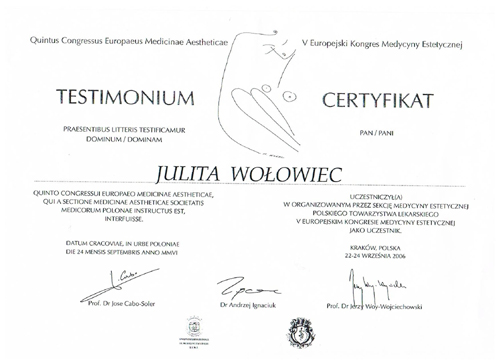 Quintus Congressus Europaeus Medicinae Aestheticae
V Europejski Kongres Medycyny Estetycznej
TESTIMONIUM
CERTYFIKAT
PRAESENTIBUS LITTERIS TESTIFICAMUR
DOMINUM / DOMINAM
PAN / PANI
JULITA WOŁOWIEC
QUINTO CONGRESSUI EUROPAEO MEDICINAE AESTHETICAE,
QUI A SECTIONE MEDICINAE AESTHETICAE SOCIETATIS
MEDICORUM POLONAE INSTRUCTUS EST,
INTERFUISSE.
UCZESTNICZYŁ(A)
W ORGANIZOWANYM PRZEZ SEKCJĘ MEDYCYNY ESTETYCZNEJ
POLSKIEGO TOWARZYSTWA LEKARSKIEGO
V EUROPEJSKIM KONGRESIE MEDYCYNY ESTETYCZNEJ
JAKO UCZESTNIK.
DATUM CRACOVIAE, IN URBE POLONIAE
DIE 24 MENSIS SEPTEMBRIS ANNO MMVI
KRAKÓW, POLSKA
22-24 WRZEŚNIA 2006
Prof. Dr Jose Cabo-Soler
Dr Andrzej Ignaciuk
Prof. Dr Jerzy Woy-Wojciechowski